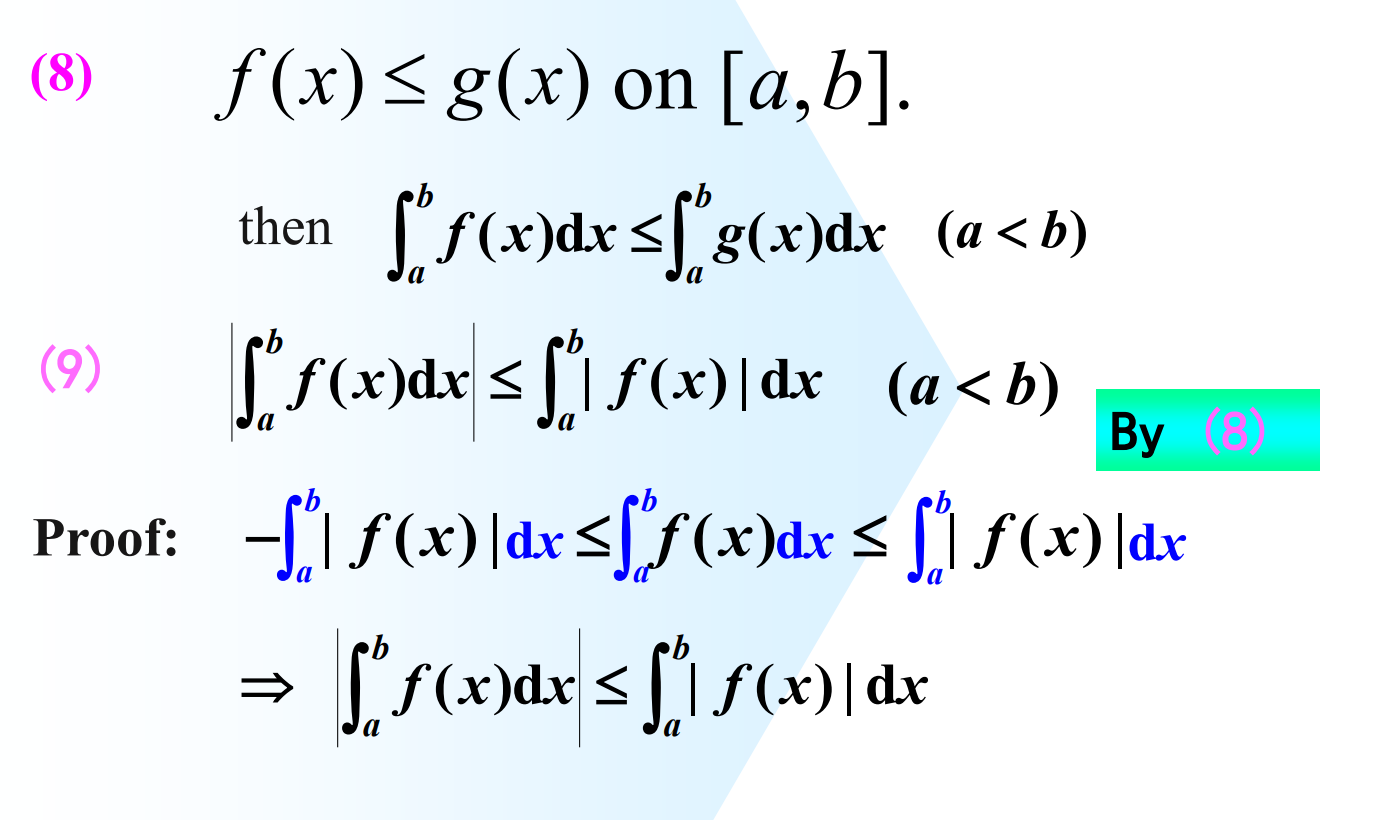 (8) f(x) ≤ g(x) on [a,b].
then ∫_a^b f(x)dx ≤ ∫_a^b g(x)dx (a < b)
(9) |∫_a^b f(x)dx| ≤ ∫_a^b | f(x) | dx (a < b)
By (8)
Proof: −∫_a^b | f(x) |dx ≤ ∫_a^b f(x)dx ≤ ∫_a^b | f(x) |dx
⇒ |∫_a^b f(x)dx| ≤ ∫_a^b | f(x) | dx